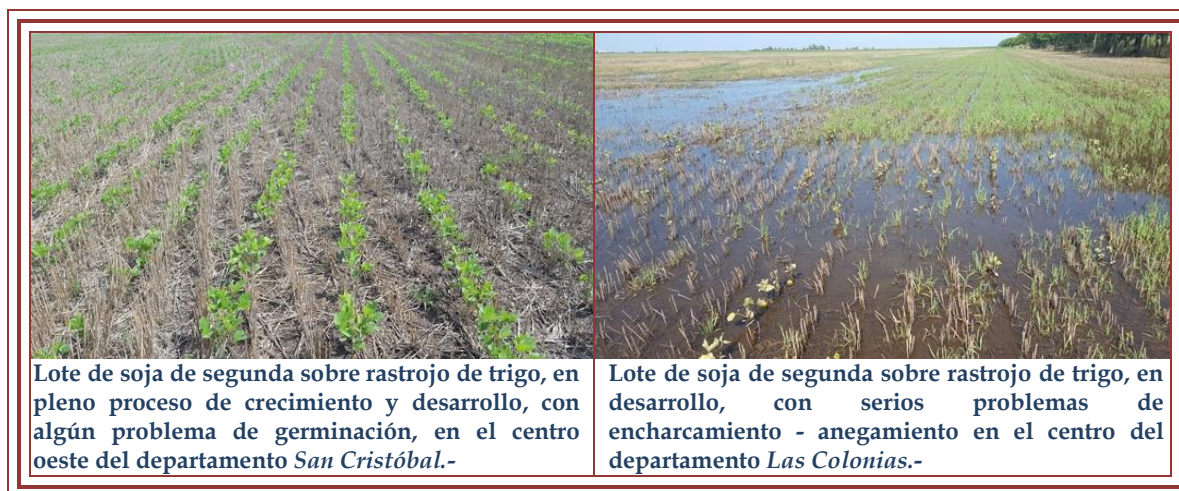 Lote de soja de segunda sobre rastrojo de trigo, en
pleno proceso de crecimiento y desarrollo, con
algún problema de germinación, en el centro
oeste del departamento San Cristóbal.-
Lote de soja de segunda sobre rastrojo de trigo, en
desarrollo, con serios problemas de
encharcamiento - anegamiento en el centro del
departamento Las Colonias.-